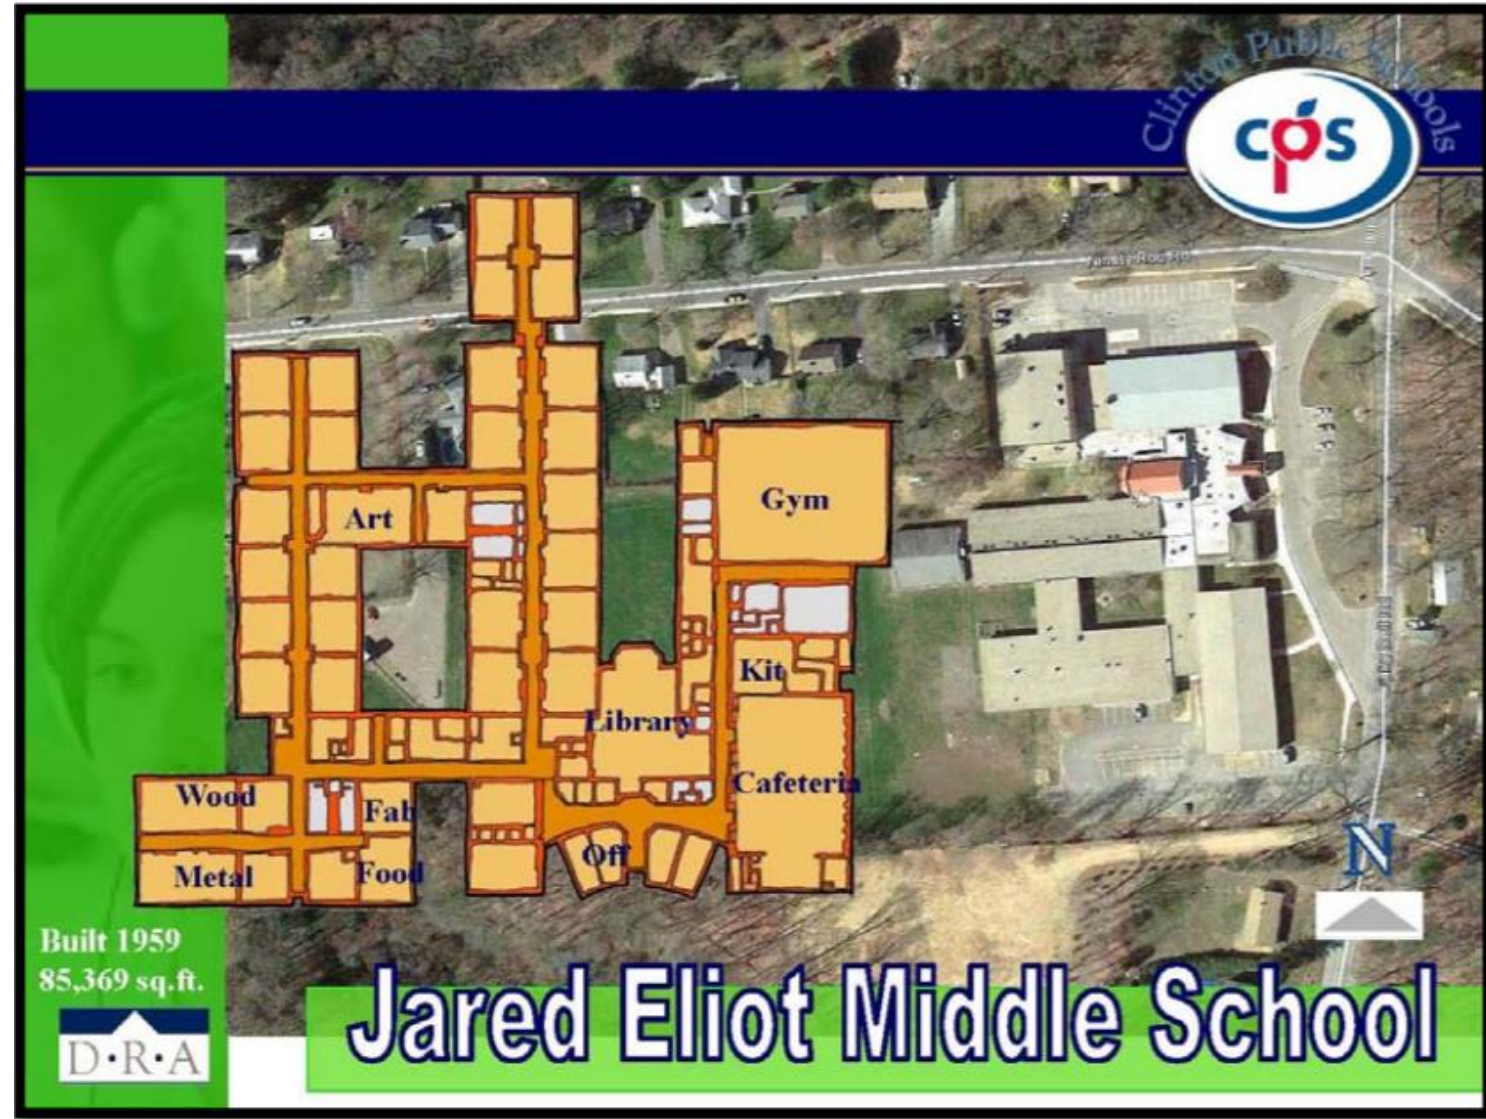 Clinton Public Schools
cps
Gym
Art
Kit
Library
Cafeteria
Wood
Fab
Off
Metal
Food
N
Built 1959
85,369 sq.ft.
D·R·A
Jared Eliot Middle School